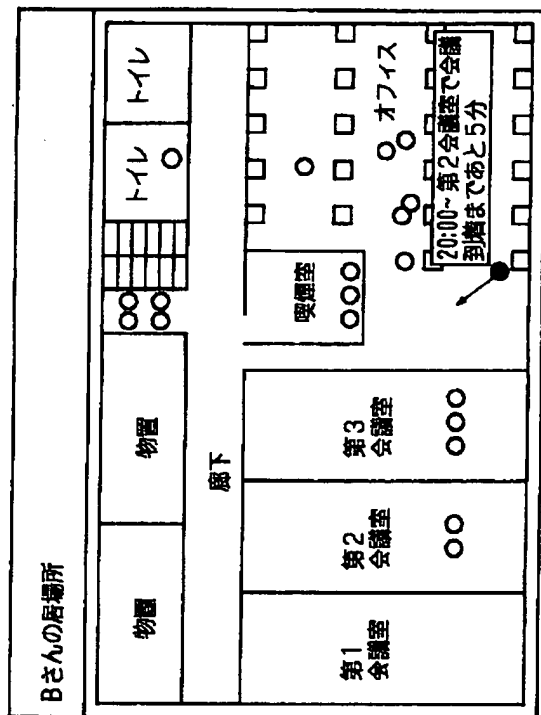 Bさんの居場所
物置
物置
トイレ
トイレ
廊下
第1
会議室
第2
会議室
第3
会議室
喫煙室
オフィス
20:00~第2会議室で会議
到着まであと5分